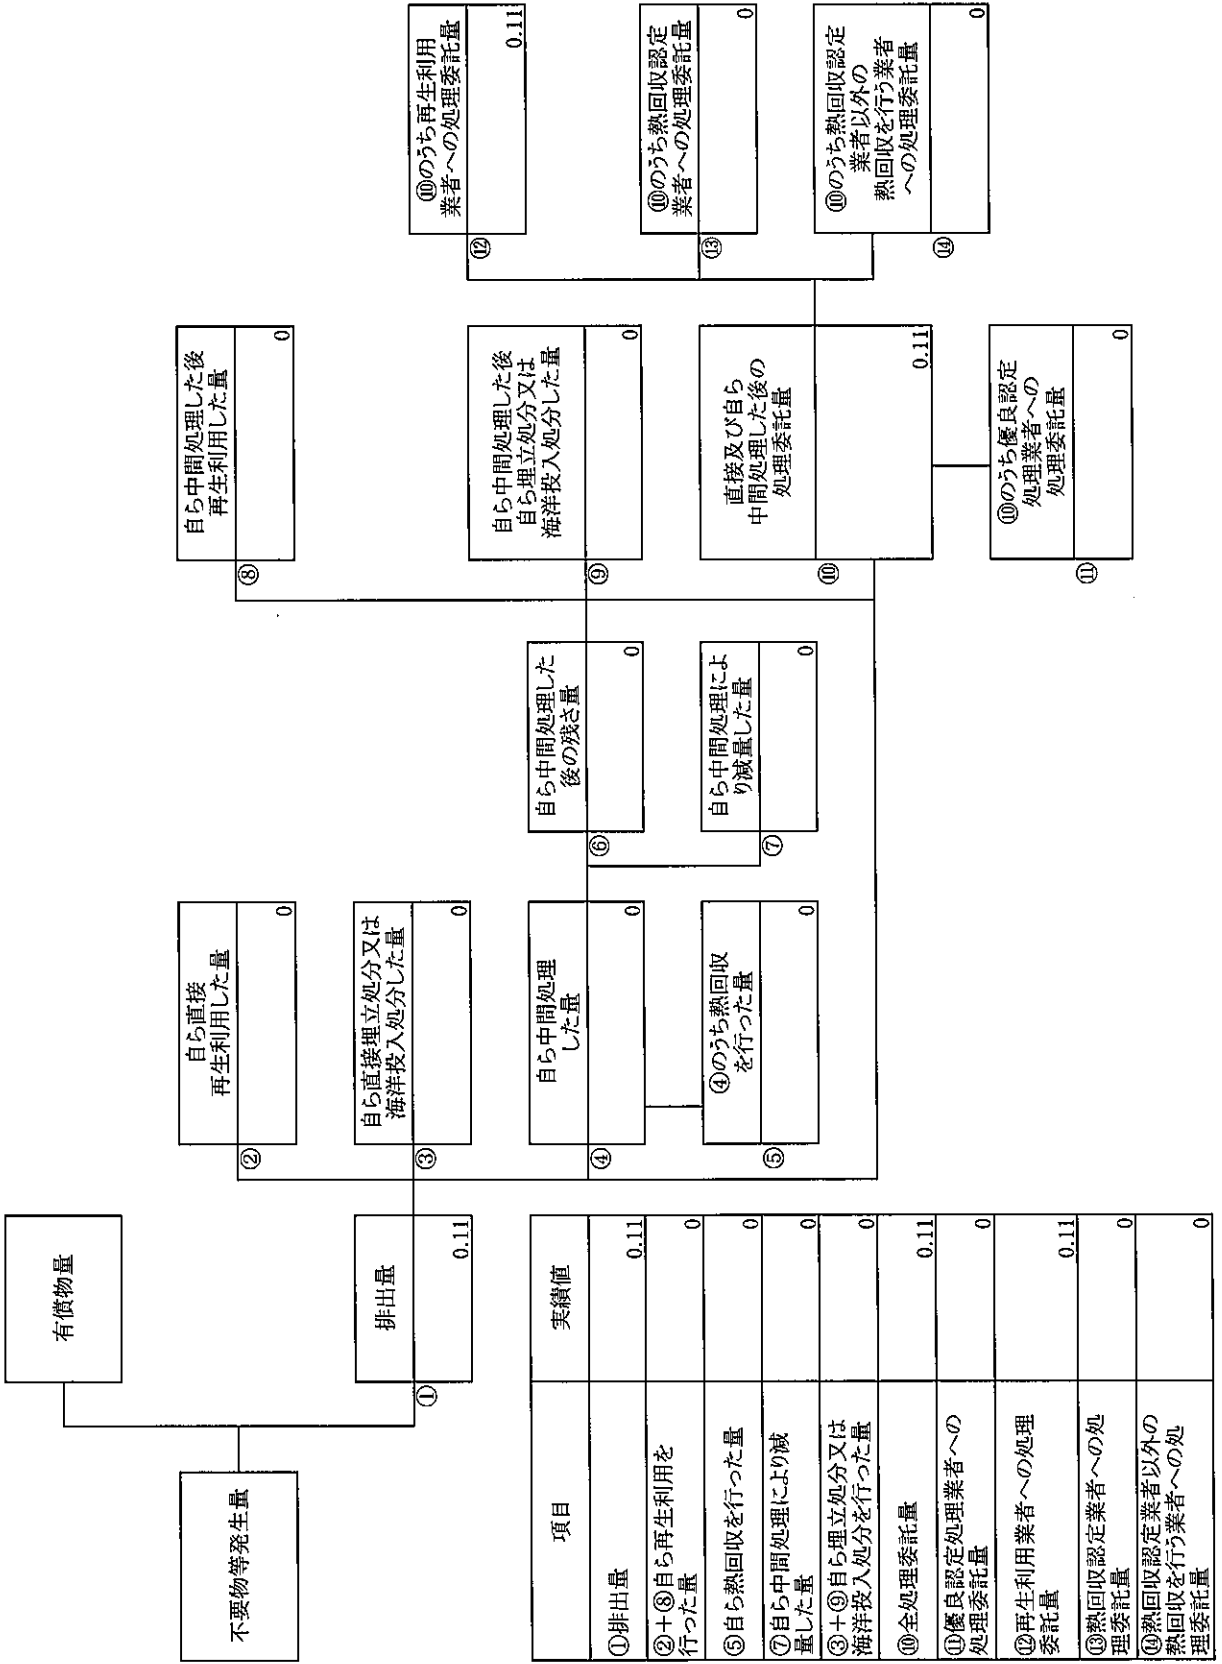 不要物等発生量
有償物量
①
排出量
0.11
②
自ら直接
再生利用した量
0
③
自ら直接埋立処分又は
海洋投入処分した量
0
④
自ら中間処理
した量
0
⑤
④のうち熱回収
を行った量
0
⑥
自ら中間処理した
後の残さ量
0
⑦
自ら中間処理によ
り減量した量
0
⑧
自ら中間処理した後
再生利用した量
0
⑨
自ら中間処理した後
自ら埋立処分又は
海洋投入処分した量
0
⑩
直接及び自ら
中間処理した後の
処理委託量
0.11
⑪
⑩のうち優良認定
処理業者への
処理委託量
0
⑫
⑩のうち再生利用
業者への処理委託量
0.11
⑬
⑩のうち熱回収認定
業者への処理委託量
0
⑭
⑩のうち熱回収認定
業者以外の
熱回収を行う業者
への処理委託量
0
項目
実績値
①排出量
0.11
②+⑧自ら再生利用を
行った量
0
⑤自ら熱回収を行った量
0
⑦自ら中間処理により減
量した量
0
③+⑨自ら埋立処分又は
海洋投入処分を行った量
0
⑩全処理委託量
0.11
⑪優良認定処理業者への
処理委託量
0
⑫再生利用業者への処理
委託量
0.11
⑬熱回収認定業者への処
理委託量
0
⑭熱回収認定業者以外の
熱回収を行う業者への処
理委託量
0